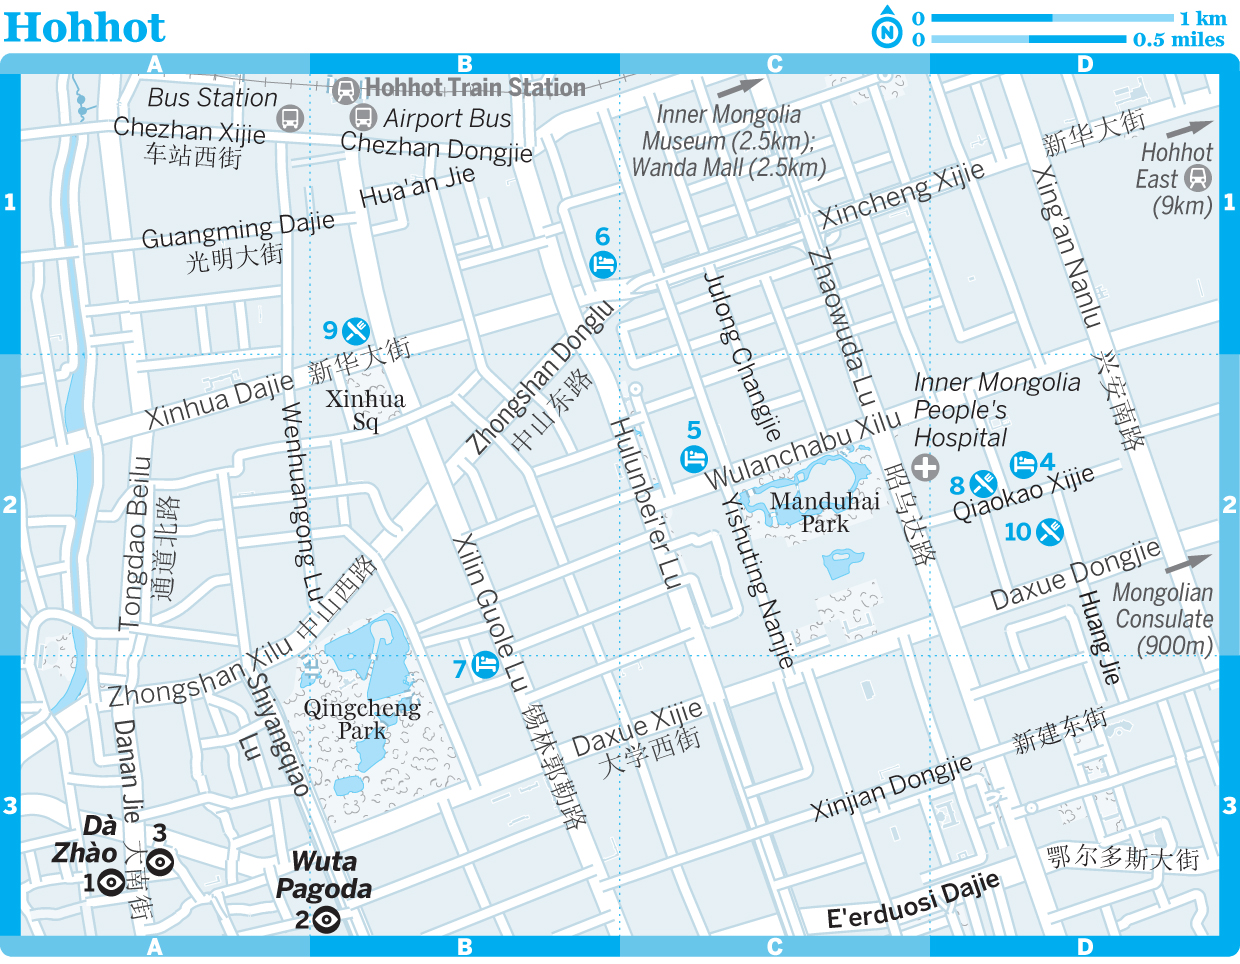 Hohhot
N
0 1 km
0 0.5 miles
A B C D
1
2
3
1
2
3
A B C D
Hohhot Train Station
Bus Station
Airport Bus
Chezhan Xijie
车站西街
Chezhan Dongjie
Hua'an Jie
Inner Mongolia
Museum (2.5km);
Wanda Mall (2.5km)
新华大街
Hohhot
East
(9km)
Xincheng Xijie
Xing'an Nanlu
Guangming Dajie
光明大街
6
Zhaowuda Lu
Julong Changjie
9
新华大街
Xinhua Dajie
Xinhua
Sq
Zhongshan Donglu
中山东路
兴安南路
Inner Mongolia
People's
Hospital
Wenhuangong Lu
Hulunbei'er Lu
5
Wulanchabu Xilu
Manduhai
Park
昭乌达路
4
8
Qiaokao Xijie
10
Tongdao Beilu
通道北路
Xilin Guole Lu
Yishuting Nanjie
Daxue Dongjie
Mongolian
Consulate
(900m)
Huang Jie
中山西路
Zhongshan Xilu
7
Shiyangqiao
Lu
Qingcheng
Park
锡林郭勒路
Daxue Xijie
大学西街
新建东街
Xinjian Dongjie
Danan Jie
大南街
Dà
Zhào
1
3
Wuta
Pagoda
2
鄂尔多斯大街
E'erduosi Dajie